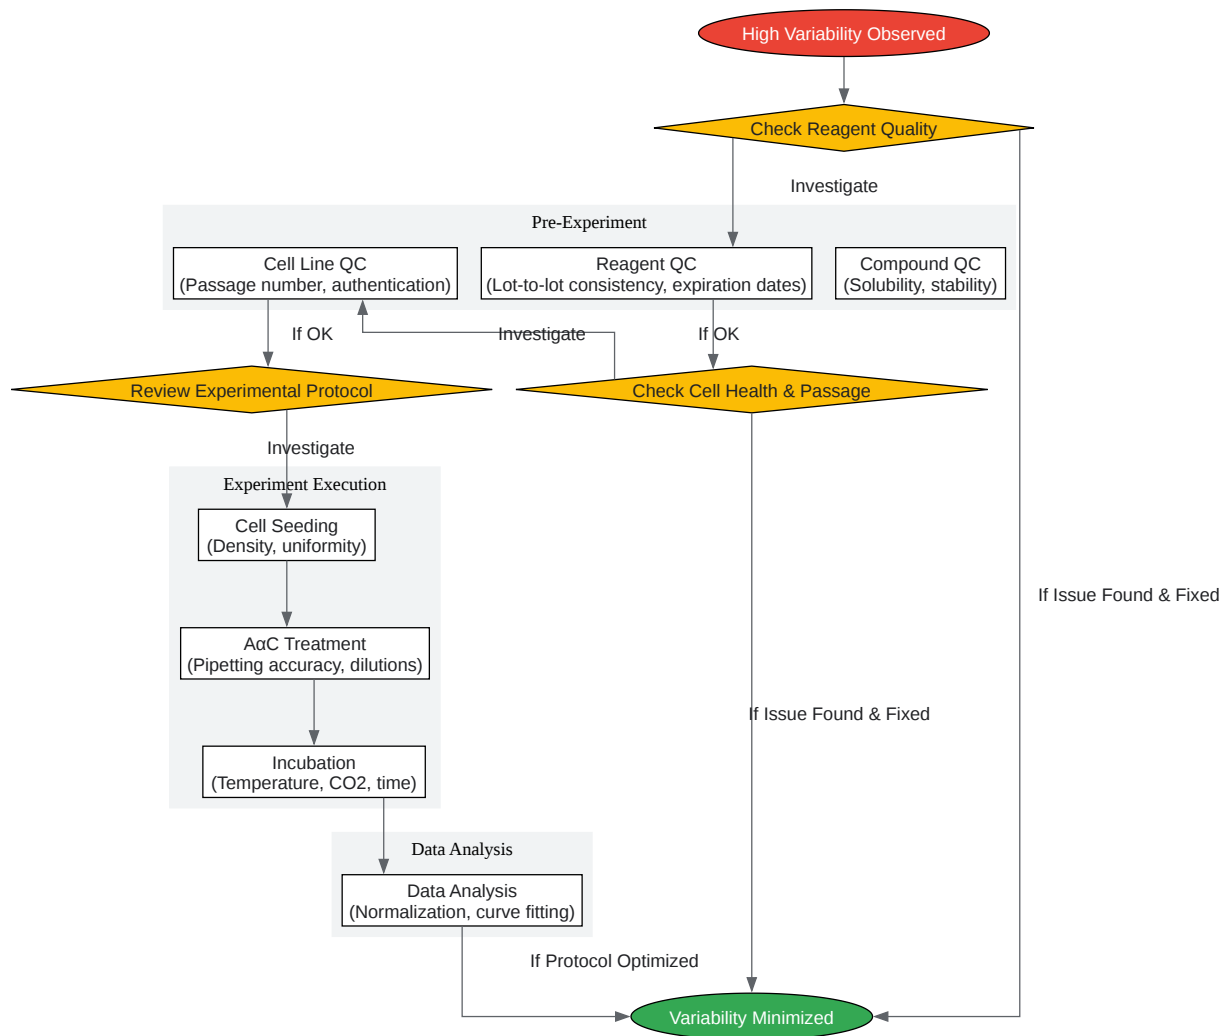 High Variability Observed
Check Reagent Quality
Investigate
Pre-Experiment
Cell Line QC
(Passage number, authentication)
Reagent QC
(Lot-to-lot consistency, expiration dates)
Compound QC
(Solubility, stability)
If OK
Investigate
If OK
Review Experimental Protocol
Check Cell Health & Passage
Investigate
Experiment Execution
Cell Seeding
(Density, uniformity)
If Issue Found & Fixed
AαC Treatment
(Pipetting accuracy, dilutions)
If Issue Found & Fixed
Incubation
(Temperature, CO2, time)
Data Analysis
Data Analysis
(Normalization, curve fitting)
If Protocol Optimized
Variability Minimized